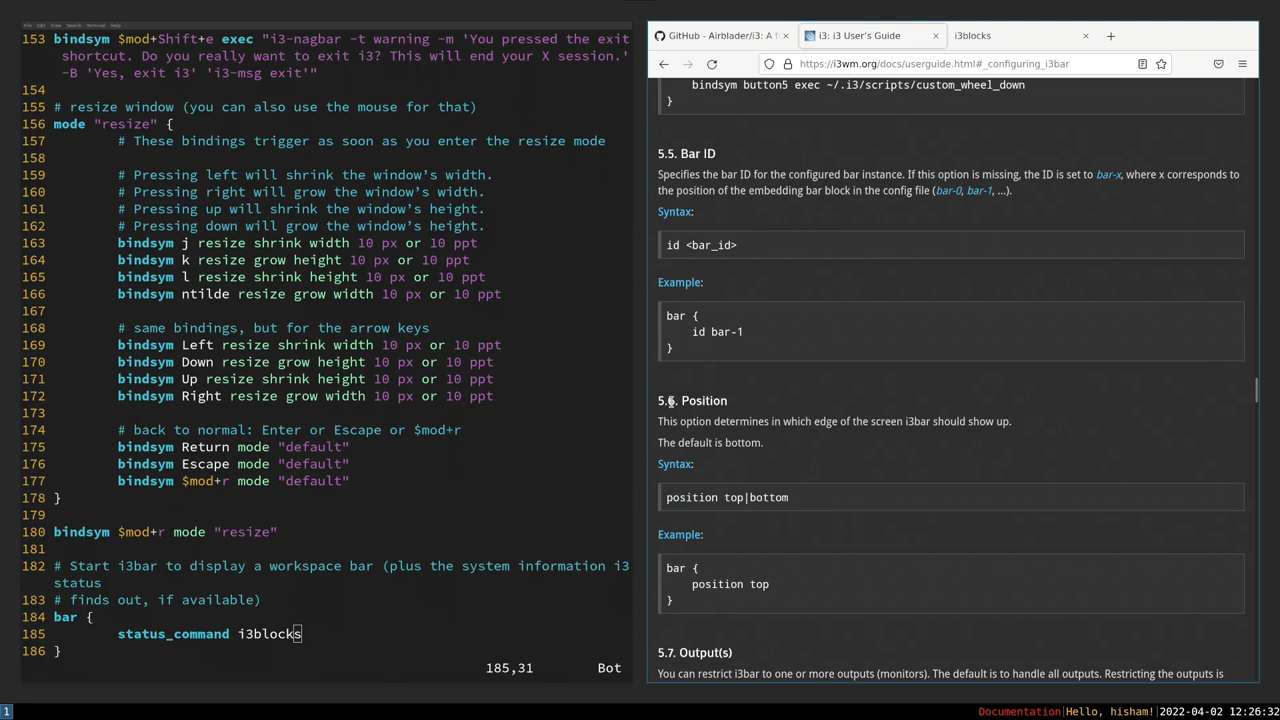 File Edit View Search Terminal Help
153 bindsym $mod+Shift+e exec "i3-nagbar -t warning -m 'You pressed the exit
shortcut. Do you really want to exit i3? This will end your X session.'
-B 'Yes, exit i3' 'i3-msg exit'"
154
155 # resize window (you can also use the mouse for that)
156 mode "resize" {
157 # These bindings trigger as soon as you enter the resize mode
158
159 # Pressing left will shrink the window’s width.
160 # Pressing right will grow the window’s width.
161 # Pressing up will shrink the window’s height.
162 # Pressing down will grow the window’s height.
163 bindsym j resize shrink width 10 px or 10 ppt
164 bindsym k resize grow height 10 px or 10 ppt
165 bindsym l resize shrink height 10 px or 10 ppt
166 bindsym ntilde resize grow width 10 px or 10 ppt
167
168 # same bindings, but for the arrow keys
169 bindsym Left resize shrink width 10 px or 10 ppt
170 bindsym Down resize grow height 10 px or 10 ppt
171 bindsym Up resize shrink height 10 px or 10 ppt
172 bindsym Right resize grow width 10 px or 10 ppt
173
174 # back to normal: Enter or Escape or $mod+r
175 bindsym Return mode "default"
176 bindsym Escape mode "default"
177 bindsym $mod+r mode "default"
178 }
179
180 bindsym $mod+r mode "resize"
181
182 # Start i3bar to display a workspace bar (plus the system information i3
status
183 # finds out, if available)
184 bar {
185 status_command i3blocks
186 }
185,31 Bot
GitHub - Airblader/i3: A f
i3: i3 User's Guide
i3blocks
https://i3wm.org/docs/userguide.html#_configuring_i3bar
bindsym button5 exec ~/.i3/scripts/custom_wheel_down
}
5.5. Bar ID
Specifies the bar ID for the configured bar instance. If this option is missing, the ID is set to bar-x, where x corresponds to
the position of the embedding bar block in the config file (bar-0, bar-1, ...).
Syntax:
id <bar_id>
Example:
bar {
id bar-1
}
5.6. Position
This option determines in which edge of the screen i3bar should show up.
The default is bottom.
Syntax:
position top|bottom
Example:
bar {
position top
}
5.7. Output(s)
You can restrict i3bar to one or more outputs (monitors). The default is to handle all outputs. Restricting the outputs is
1
Documentation|Hello, hisham!|2022-04-02 12:26:32